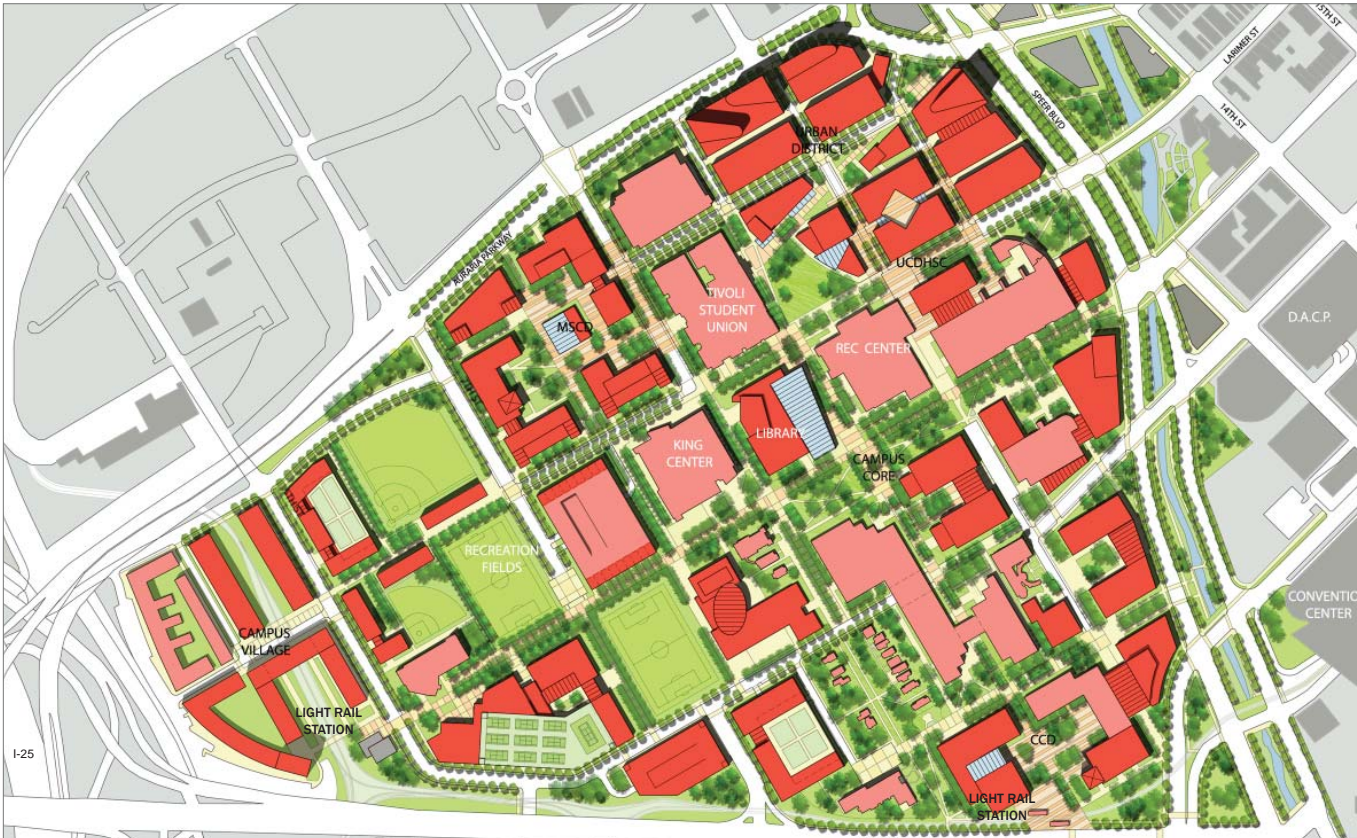 15TH ST
LARIMER ST
14TH ST
SPEER BLVD
URBAN
DISTRICT
AURARIA PARKWAY
UCDHSC
TIVOLI
STUDENT
UNION
MSCD
D.A.C.P.
REC CENTER
LIBRARY
KING
CENTER
CAMPUS
CORE
RECREATION
FIELDS
CONVENTIO
CENTER
CAMPUS
VILLAGE
LIGHT RAIL
STATION
CCD
I-25
LIGHT RAIL
STATION